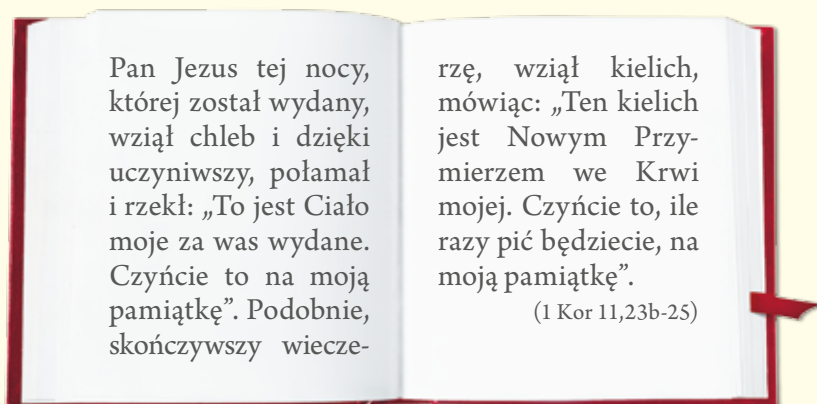 Pan Jezus tej nocy,
której został wydany,
wziął chleb i dzięki
uczyniwszy, połamał
i rzekł: „To jest Ciało
moje za was wydane.
Czyńcie to na moją
pamiątkę”. Podobnie,
skończywszy wiecze-
rzę, wziął kielich,
mówiąc: „Ten kielich
jest Nowym Przy-
mierzem we Krwi
mojej. Czyńcie to, ile
razy pić będziecie, na
moją pamiątkę”.
(1 Kor 11,23b-25)